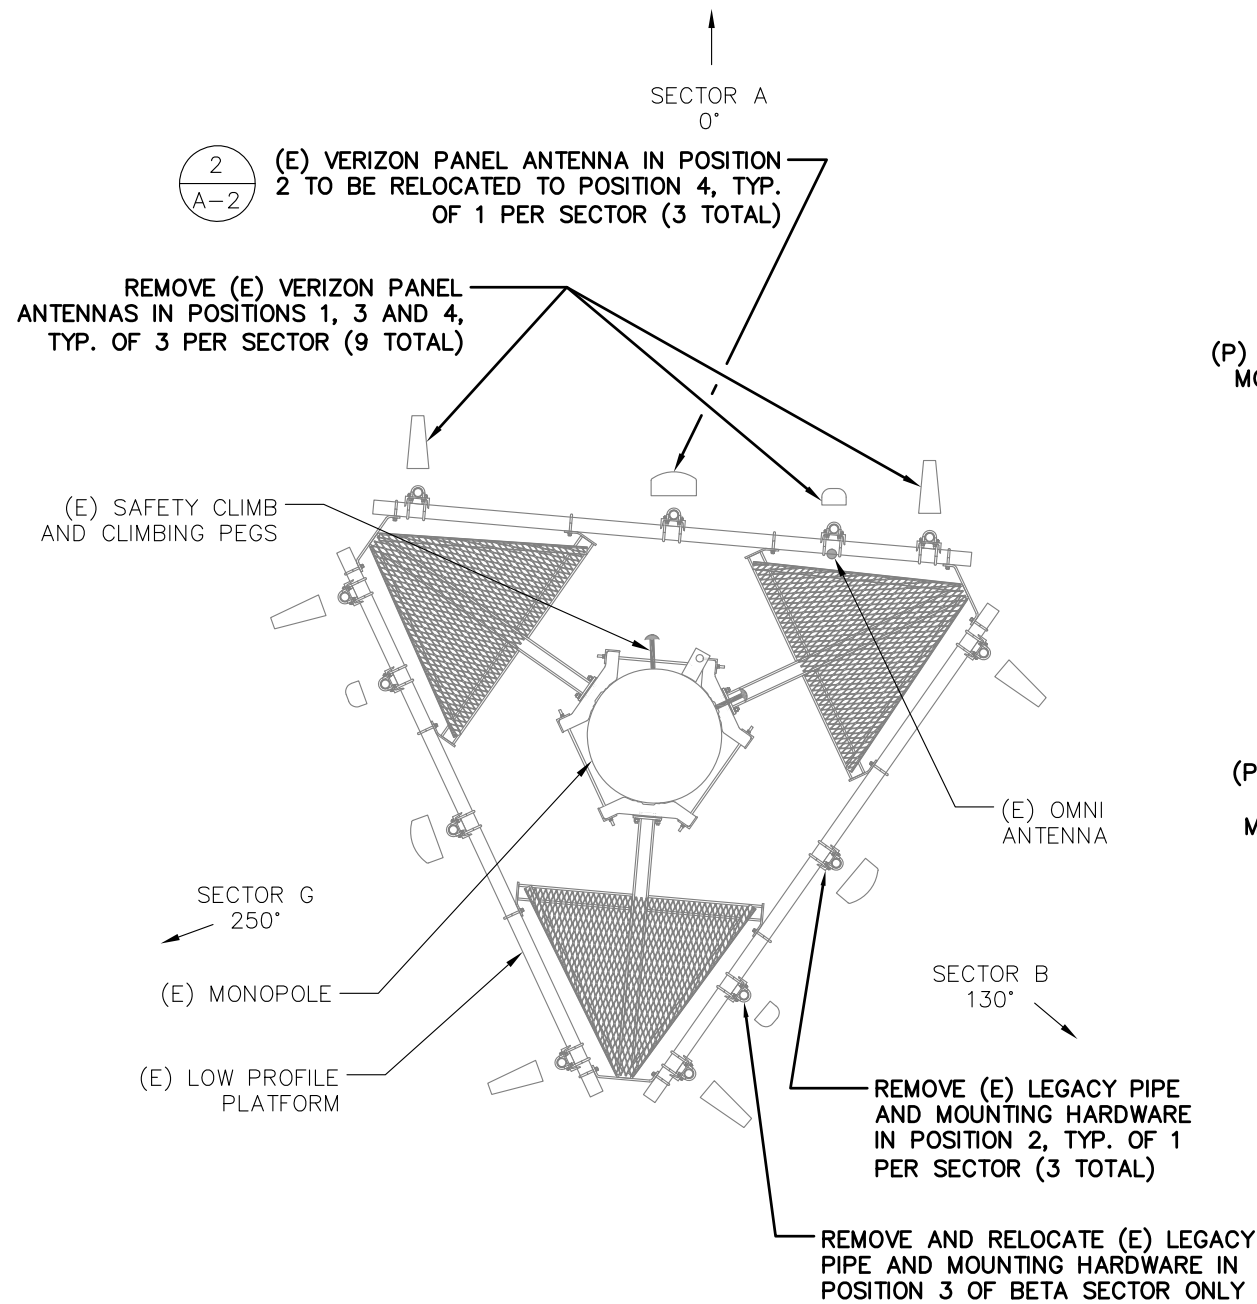 SECTOR A
0°
2
A-2
(E) VERIZON PANEL ANTENNA IN POSITION
2 TO BE RELOCATED TO POSITION 4, TYP.
OF 1 PER SECTOR (3 TOTAL)
REMOVE (E) VERIZON PANEL
ANTENNAS IN POSITIONS 1, 3 AND 4,
TYP. OF 3 PER SECTOR (9 TOTAL)
(P)
(E) SAFETY CLIMB
AND CLIMBING PEGS
(E) OMNI
ANTENNA
SECTOR G
250°
(E) MONOPOLE
(E) LOW PROFILE
PLATFORM
SECTOR B
130°
REMOVE (E) LEGACY PIPE
AND MOUNTING HARDWARE
IN POSITION 2, TYP. OF 1
PER SECTOR (3 TOTAL)
REMOVE AND RELOCATE (E) LEGACY
PIPE AND MOUNTING HARDWARE IN
POSITION 3 OF BETA SECTOR ONLY